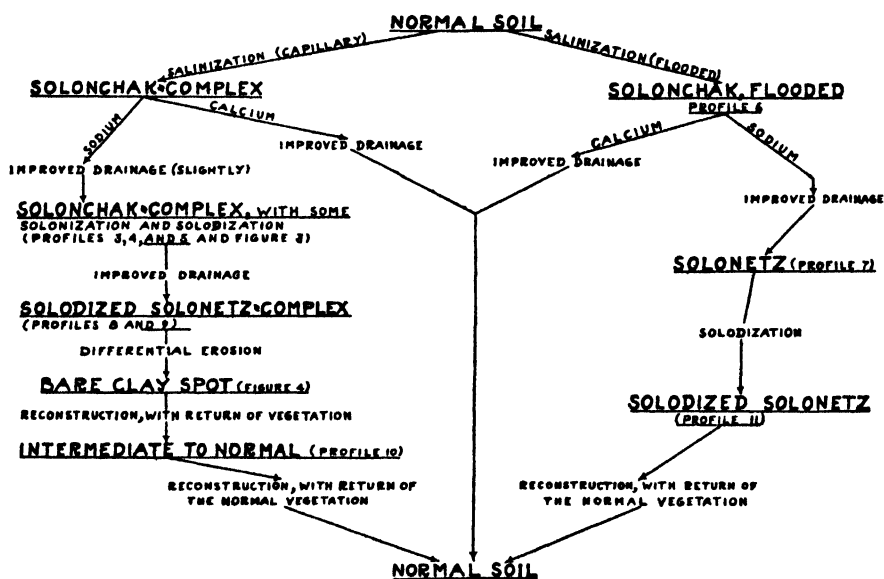 NORMAL SOIL
SALINIZATION (CAPILLARY)
SALINIZATION (FLOODED)
SOLONCHAK-COMPLEX
SOLONCHAK, FLOODED
PROFILE 6
SODIUM
CALCIUM
CALCIUM
SODIUM
IMPROVED DRAINAGE
IMPROVED DRAINAGE
IMPROVED DRAINAGE (SLIGHTLY)
IMPROVED DRAINAGE
SOLONCHAK-COMPLEX, WITH SOME
SOLONIZATION AND SOLODIZATION
(PROFILES 3, 4, AND 5 AND FIGURE 3)
SOLONETZ (PROFILE 7)
IMPROVED DRAINAGE
SOLODIZED SOLONETZ-COMPLEX
(PROFILES 8 AND 9)
SOLODIZATION
DIFFERENTIAL EROSION
BARE CLAY SPOT (FIGURE 4)
SOLODIZED SOLONETZ
(PROFILE 11)
RECONSTRUCTION, WITH RETURN OF VEGETATION
INTERMEDIATE TO NORMAL (PROFILE 10)
RECONSTRUCTION, WITH RETURN OF
THE NORMAL VEGETATION
RECONSTRUCTION, WITH RETURN OF
THE NORMAL VEGETATION
NORMAL SOIL